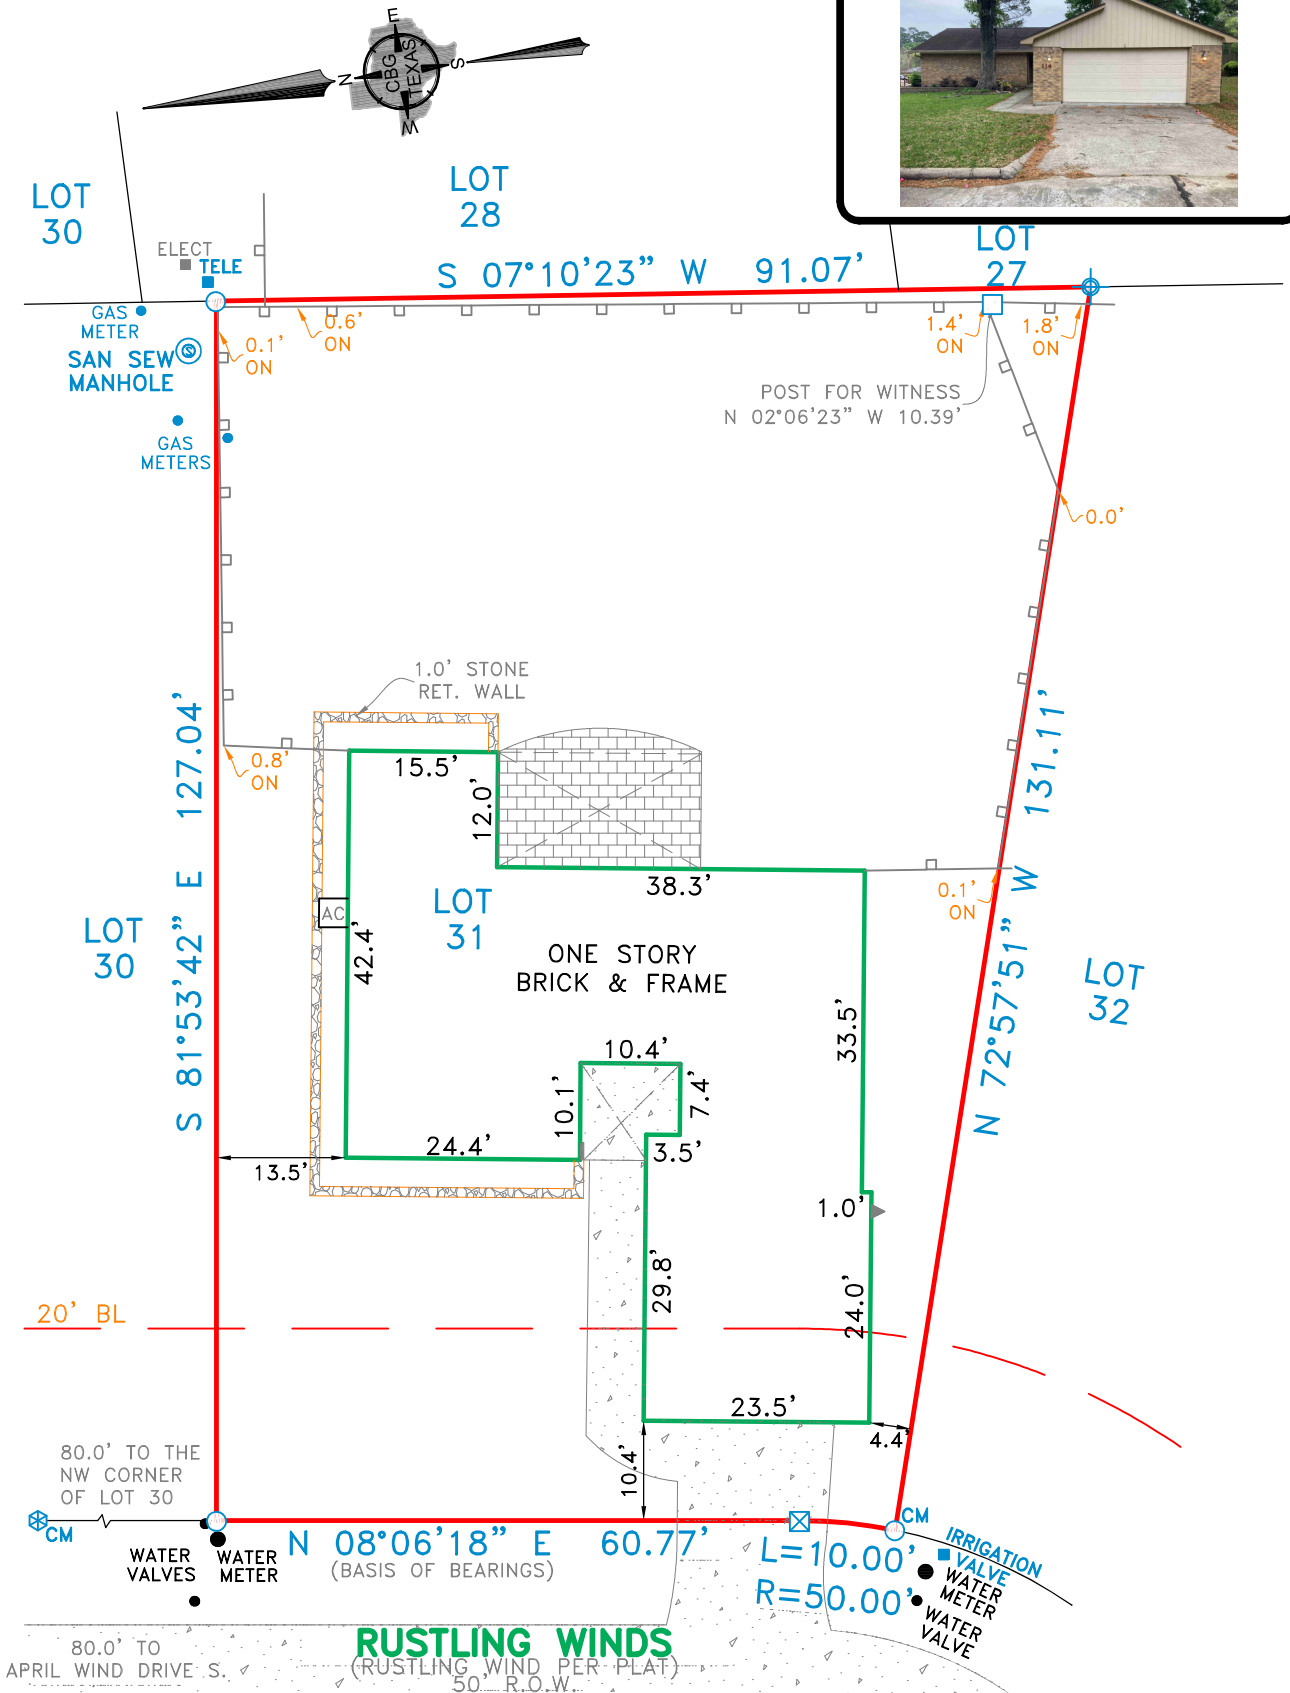 E
N
S
W
CBG
TEXAS
LOT
30
LOT
28
LOT
27
ELECT
TELE
S 07°10'23" W 91.07'
GAS
METER
SAN SEW
MANHOLE
S
0.1'
ON
0.6'
ON
1.4'
ON
1.8'
ON
POST FOR WITNESS
N 02°06'23" W 10.39'
GAS
METERS
0.0'
1.0' STONE
RET. WALL
S 81°53'42" E 127.04'
N 72°57'51" W 131.11'
0.8'
ON
15.5'
12.0'
38.3'
0.1'
ON
AC
42.4'
LOT
31
LOT
30
ONE STORY
BRICK & FRAME
LOT
32
33.5'
10.4'
10.1'
7.4'
3.5'
24.4'
13.5'
1.0'
29.8'
24.0'
20' BL
23.5'
4.4'
10.4'
80.0' TO THE
NW CORNER
OF LOT 30
CM
CM
WATER
VALVES
WATER
METER
N 08°06'18" E 60.77'
(BASIS OF BEARINGS)
L=10.00'
R=50.00'
IRRIGATION
VALVE
WATER
METER
WATER
VALVE
RUSTLING WINDS
(RUSTLING WIND PER PLAT)
50' R.O.W.
80.0' TO
APRIL WIND DRIVE S.